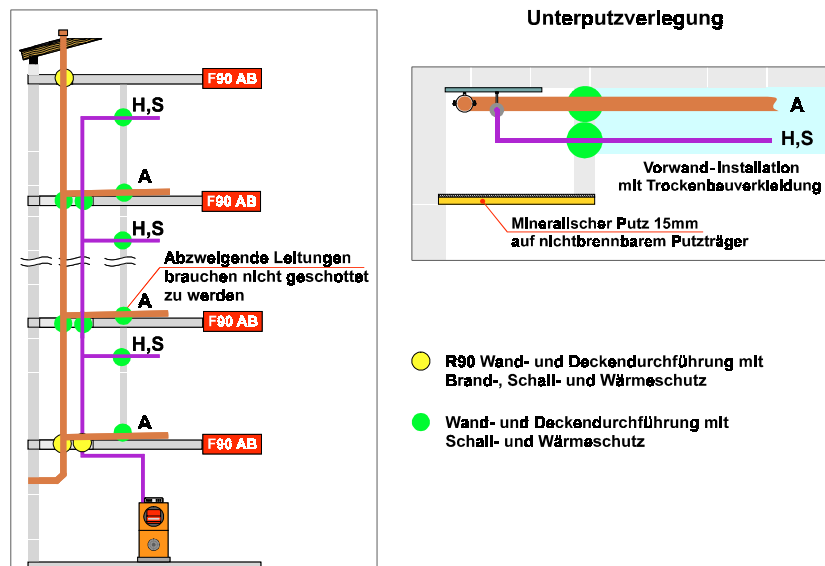 Unterputzverlegung
F90 AB
H,S
A
F90 AB
H,S
Abzweigende Leitungen
brauchen nicht geschottet
zu werden
A
F90 AB
H,S
A
F90 AB
A
H,S
Vorwand-Installation
mit Trockenbauverkleidung
Mineralischer Putz 15mm
auf nichtbrennbarem Putzträger
R90 Wand- und Deckendurchführung mit
Brand-, Schall- und Wärmeschutz
Wand- und Deckendurchführung mit
Schall- und Wärmeschutz